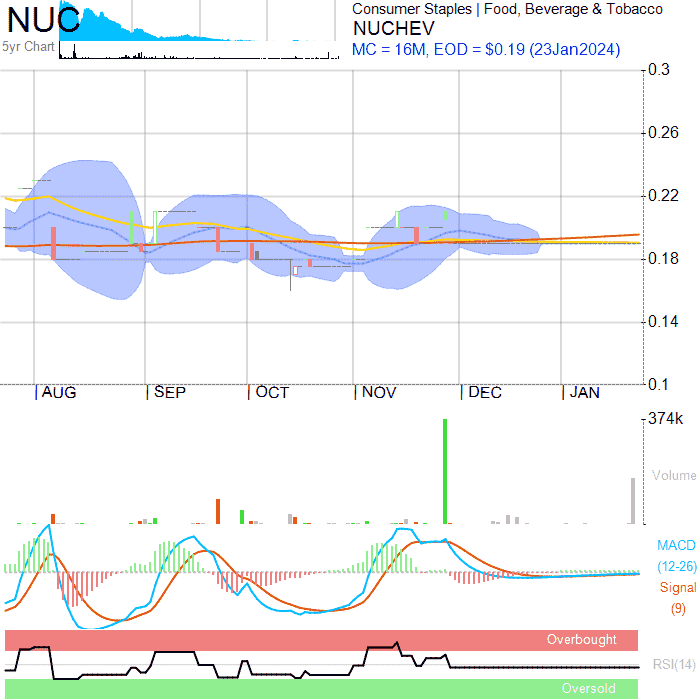 NUC
5yr Chart
Consumer Staples | Food, Beverage & Tobacco
NUCHEV
MC = 16M, EOD = $0.19 (23Jan2024)
0.3
0.26
0.22
0.18
0.14
0.1
AUG SEP OCT NOV DEC JAN
374k
Volume
MACD
(12-26)
Signal
(9)
Overbought
RSI(14)
Oversold